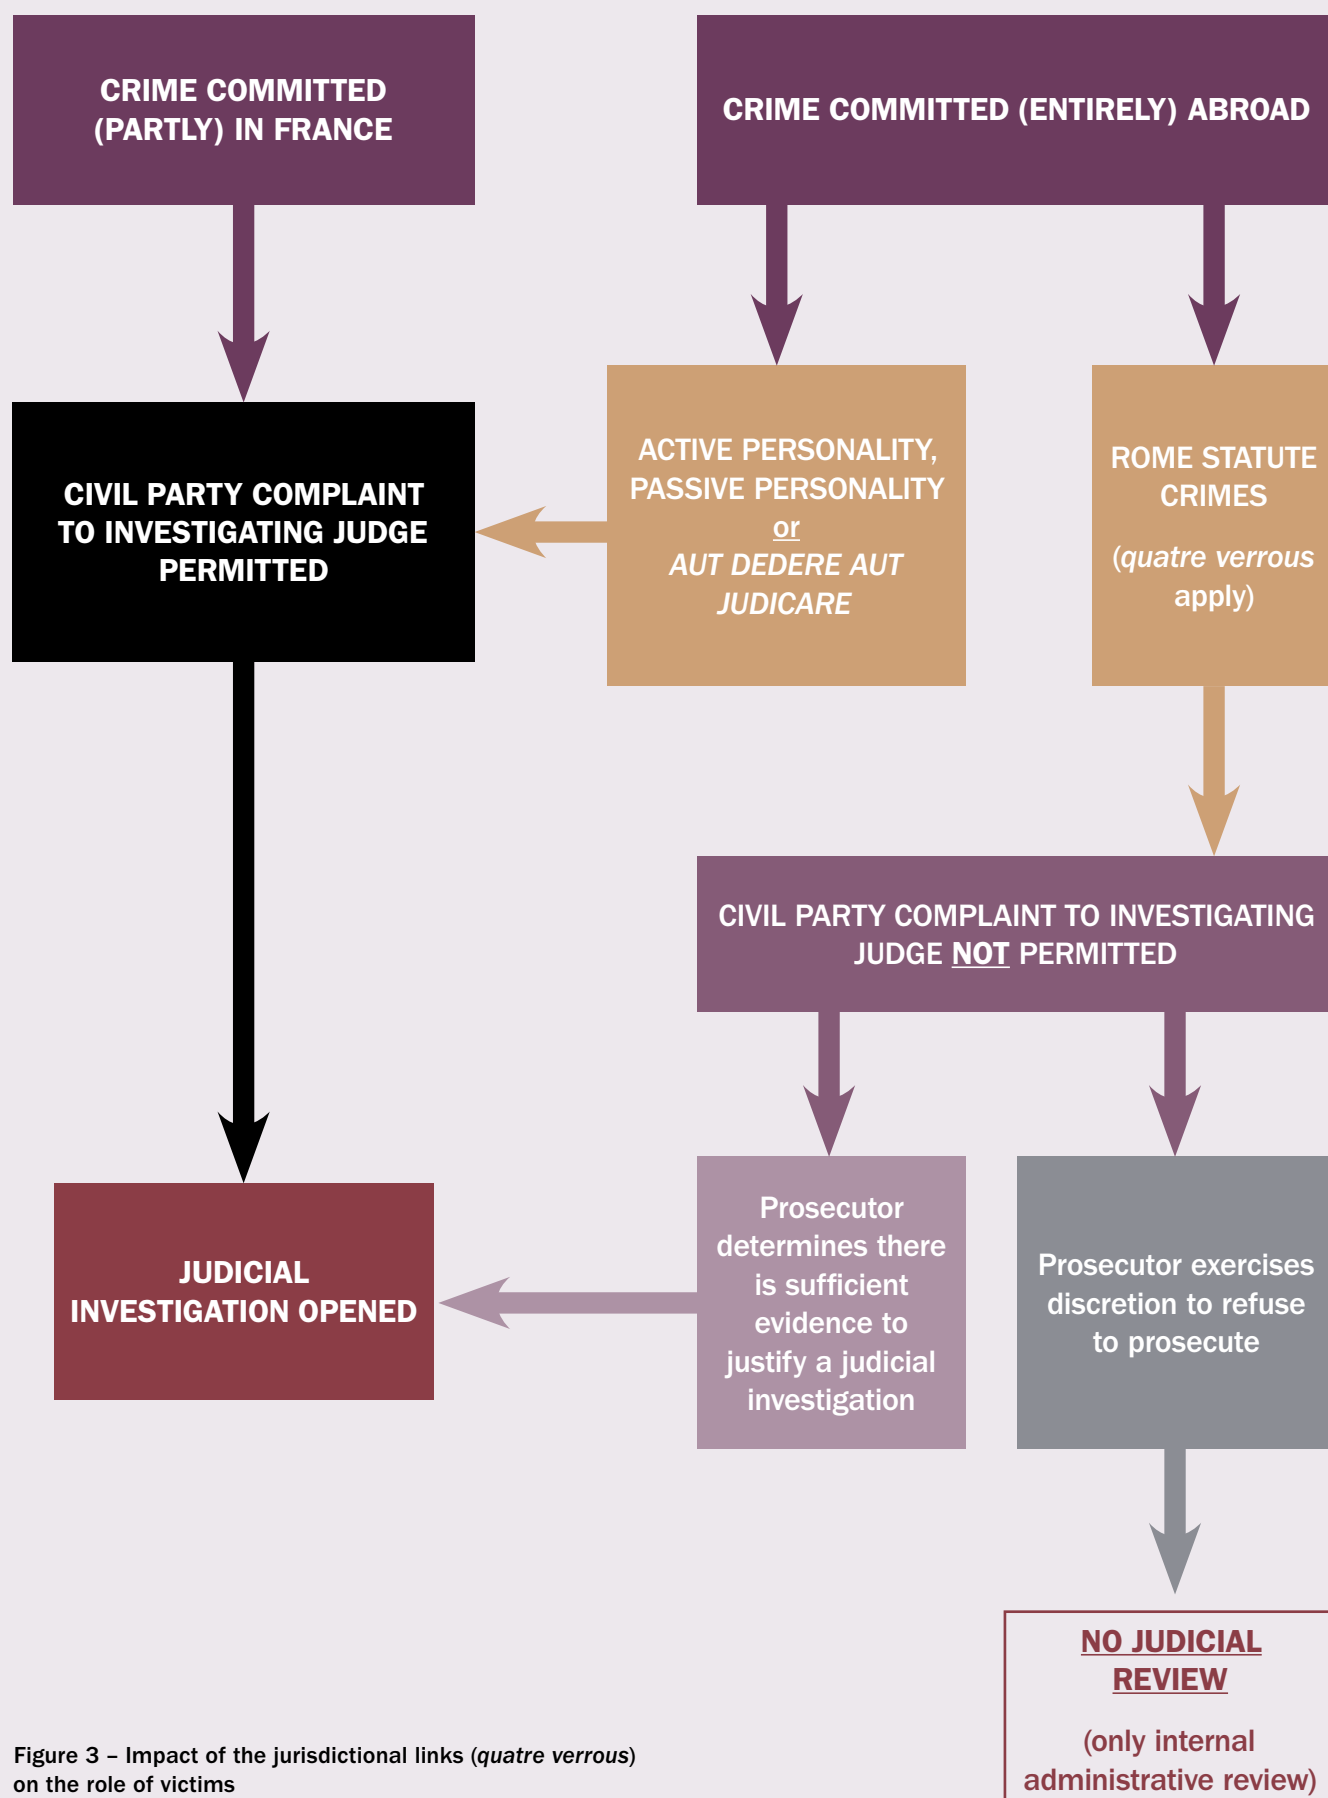 CRIME COMMITTED
(PARTLY) IN FRANCE
CRIME COMMITTED (ENTIRELY) ABROAD
CIVIL PARTY COMPLAINT
TO INVESTIGATING JUDGE
PERMITTED
ACTIVE PERSONALITY,
PASSIVE PERSONALITY
or
AUT DEDERE AUT
JUDICARE
ROME STATUTE
CRIMES
(quatre verrous
apply)
CIVIL PARTY COMPLAINT TO INVESTIGATING
JUDGE NOT PERMITTED
JUDICIAL
INVESTIGATION OPENED
Prosecutor
determines there
is sufficient
evidence to
justify a judicial
investigation
Prosecutor exercises
discretion to refuse
to prosecute
NO JUDICIAL
REVIEW
(only internal
administrative review)
Figure 3 – Impact of the jurisdictional links (quatre verrous)
on the role of victims